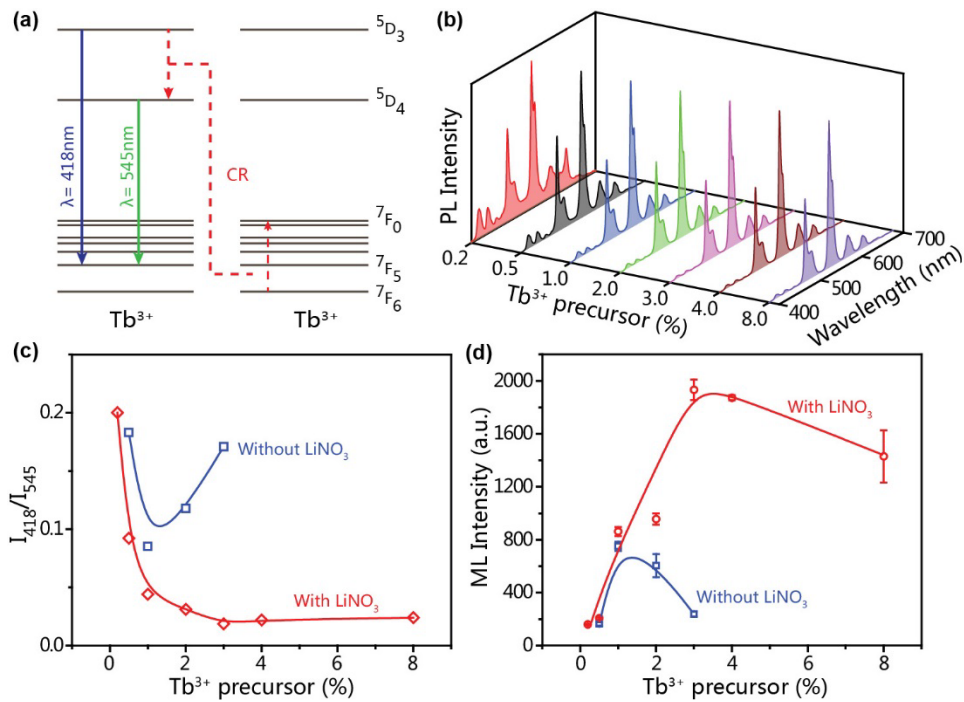 (a)
⁵D₃
⁵D₄
λ= 418nm
λ= 545nm
CR
⁷F₀
⁷F₅
⁷F₆
Tb³⁺
Tb³⁺
(b)
PL Intensity
0.2
0.5
1.0
2.0
3.0
4.0
8.0
Tb³⁺ precursor (%)
400
500
600
700
Wavelength (nm)
(c)
I₄₁₈/I₅₄₅
0.2
0.1
0.0
Without LiNO₃
With LiNO₃
0 2 4 6 8
Tb³⁺ precursor (%)
(d)
ML Intensity (a.u.)
2000
1600
1200
800
400
0
With LiNO₃
Without LiNO₃
0 2 4 6 8
Tb³⁺ precursor (%)